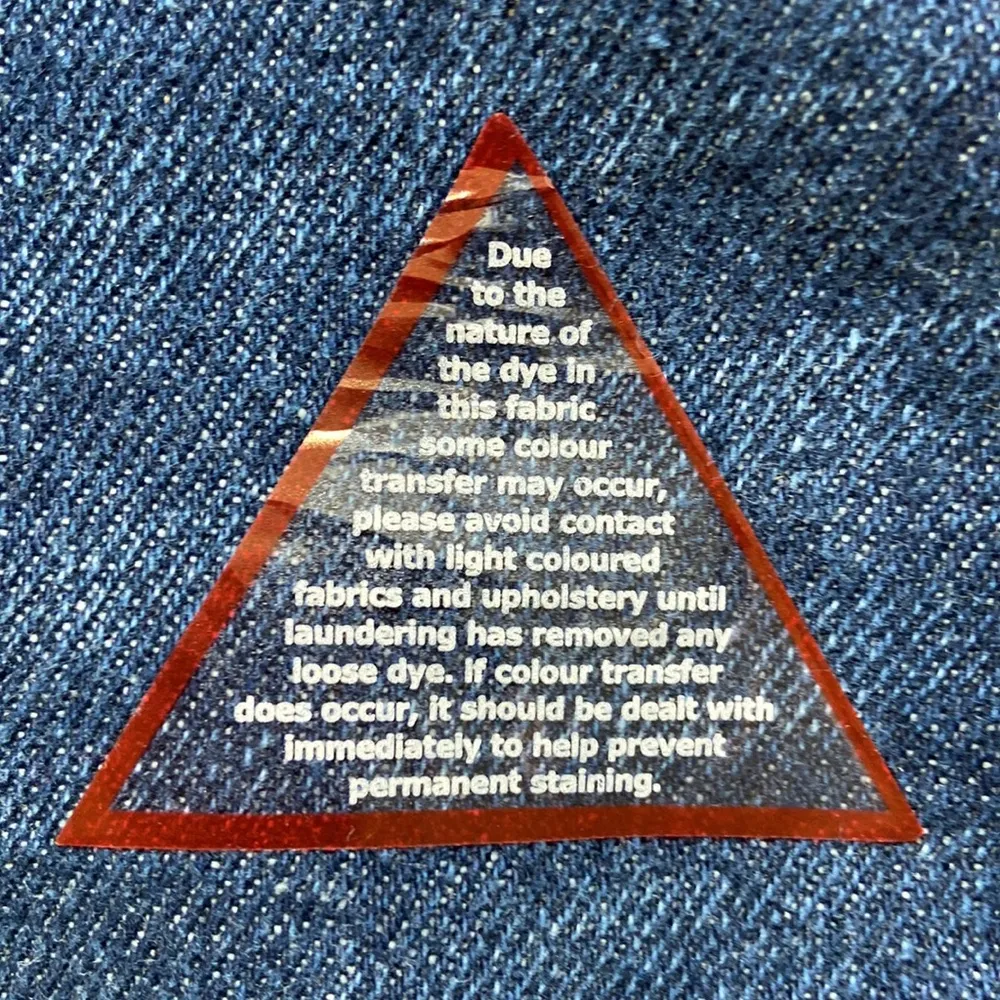 Due
to the
nature of
the dye in
this fabric
some colour
transfer may occur,
please avoid contact
with light coloured
fabrics and upholstery until
laundering has removed any
loose dye. If colour transfer
does occur, it should be dealt with
immediately to help prevent
permanent staining.